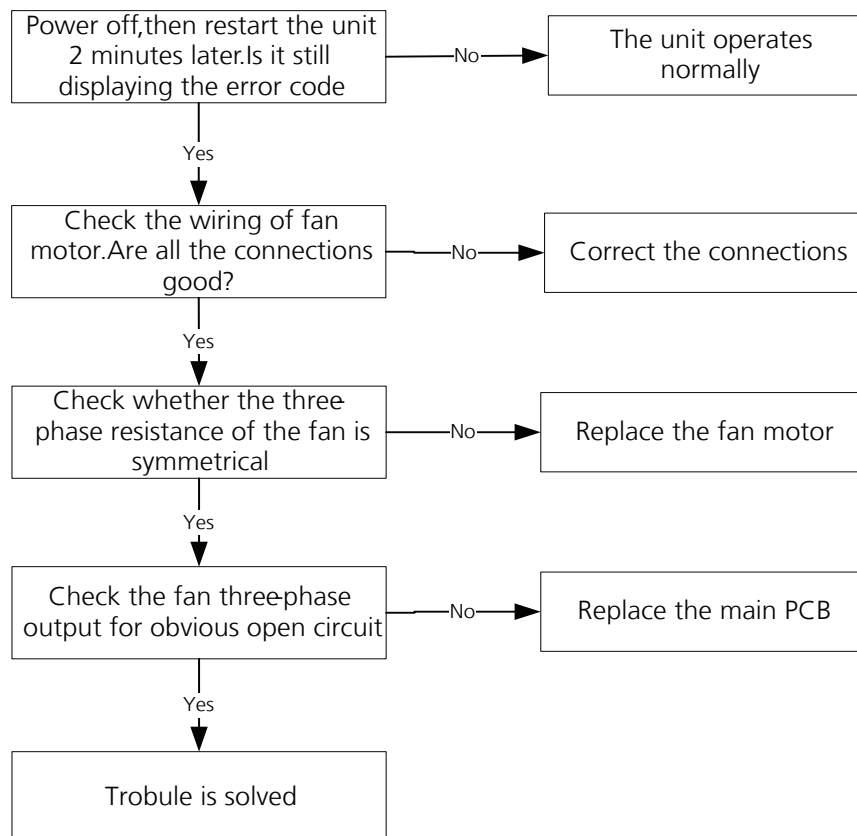 Power off,then restart the unit
2 minutes later.Is it still
displaying the error code
No
The unit operates
normally
Yes
Check the wiring of fan
motor.Are all the connections
good?
No
Correct the connections
Yes
Check whether the three-
phase resistance of the fan is
symmetrical
No
Replace the fan motor
Yes
Check the fan three-phase
output for obvious open circuit
No
Replace the main PCB
Yes
Trobule is solved